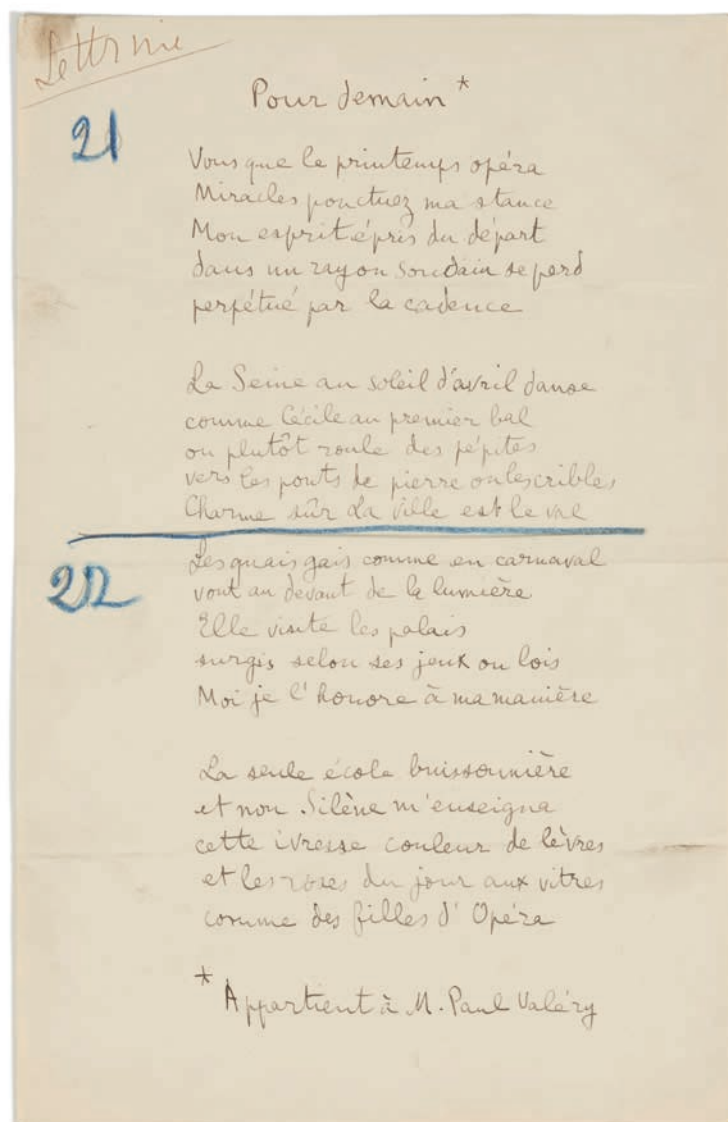 Lettrine
Pour demain *
21
Vous que le printemps opéra
Miracles ponctuez ma stance
Mon esprit épris du départ
dans un rayon soudain se perd
perpétué par la cadence
La Seine au soleil d'avril danse
comme Cécile au premier bal
ou plutôt roule des pépites
vers les ponts de pierre ou les cribles
Charme sûr La ville est le val
22
Les quais gais comme en carnaval
vont au devant de la lumière
Elle visite les palais
surgis selon ses jeux ou lois
Moi je l'honore à ma manière
La seule école buissonnière
et non Silène m'enseigna
cette ivresse couleur de lèvres
et les roses du jour aux vitres
comme des filles d'Opéra
* Appartient à M. Paul Valéry